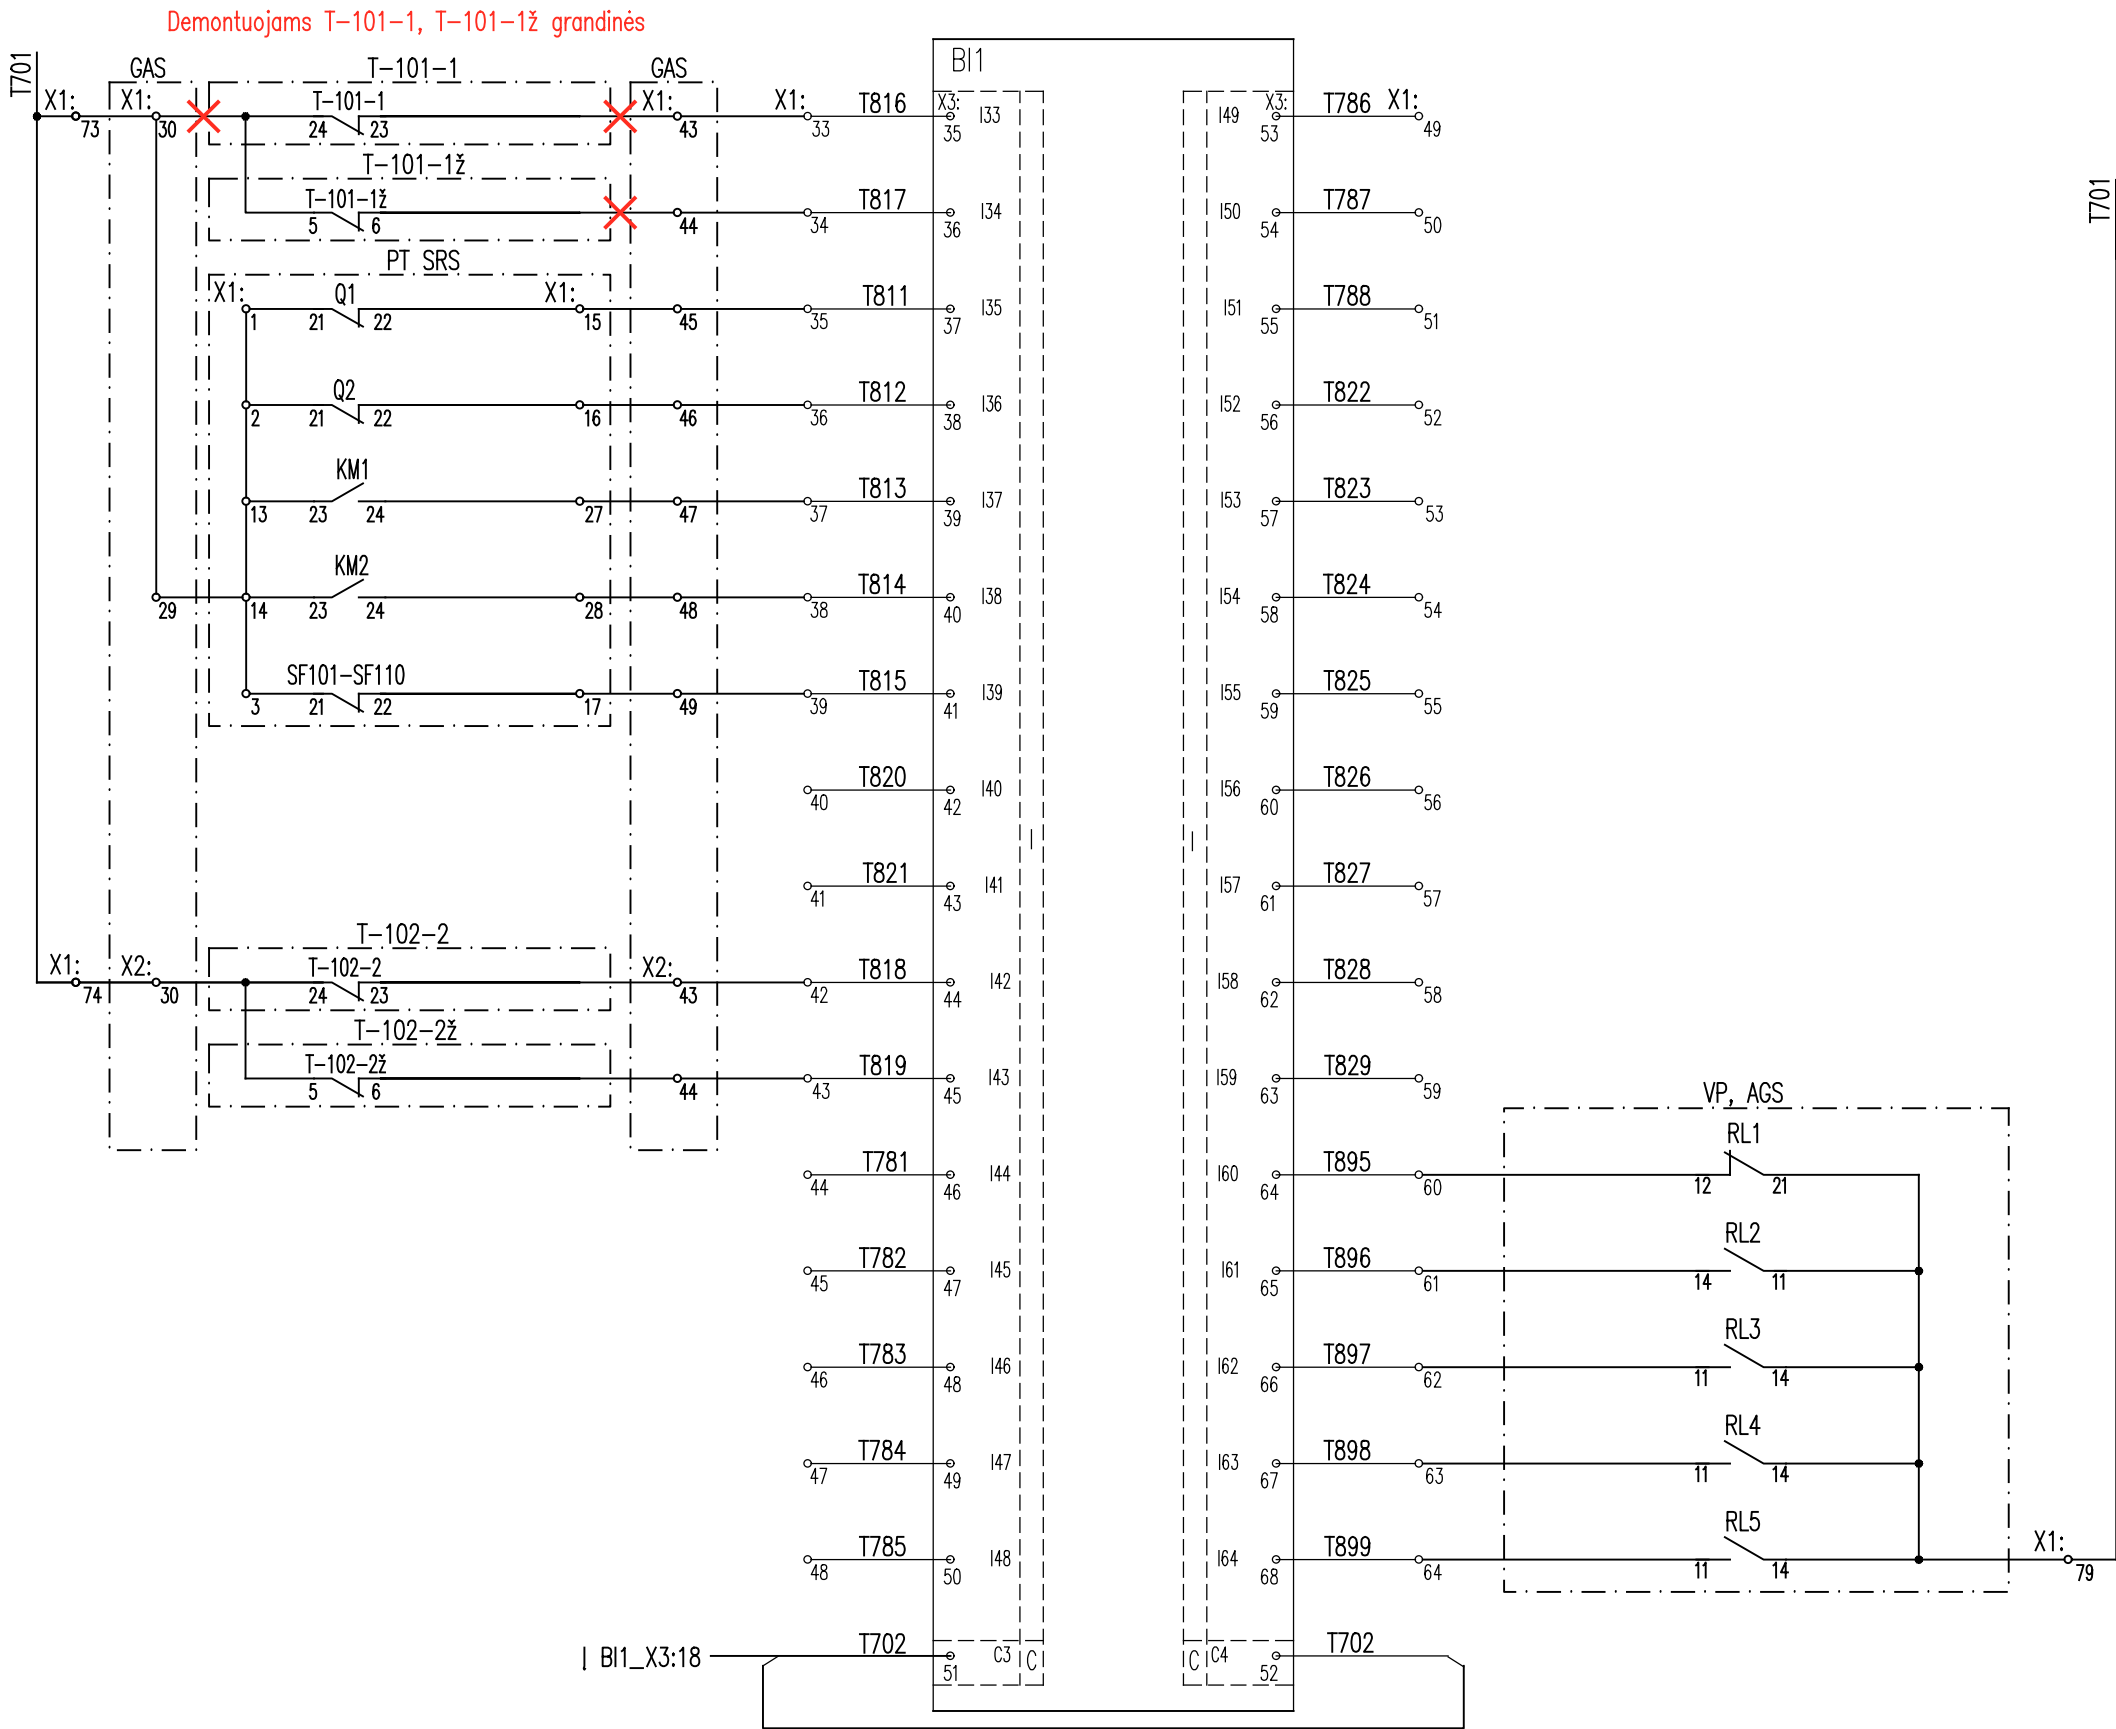 Demontuojams T-101-1, T-101-1ž grandinės
T701
GAS
T-101-1
GAS
BI1
X1:
73
X1:
30
T-101-1
24
23
X1:
43
X1:
33
T816
X3:
35
I33
I49
X3:
53
T786
X1:
49
T-101-1ž
T-101-1ž
5
6
44
34
T817
36
I34
I50
54
T787
50
T701
PT SRS
X1:
1
Q1
21
22
X1:
15
45
35
T811
37
I35
I51
55
T788
51
2
Q2
21
22
16
46
36
T812
38
I36
I52
56
T822
52
13
KM1
23
24
27
47
37
T813
39
I37
I53
57
T823
53
29
14
KM2
23
24
28
48
38
T814
40
I38
I54
58
T824
54
3
SF101-SF110
21
22
17
49
39
T815
41
I39
I55
59
T825
55
40
T820
42
I40
I56
60
T826
56
I
I
41
T821
43
I41
I57
61
T827
57
T-102-2
X1:
74
X2:
30
T-102-2
24
23
X2:
43
42
T818
44
I42
I58
62
T828
58
T-102-2ž
T-102-2ž
5
6
44
43
T819
45
I43
I59
63
T829
59
VP, AGS
44
T781
46
I44
I60
64
T895
60
RL1
12
21
45
T782
47
I45
I61
65
T896
61
RL2
14
11
46
T783
48
I46
I62
66
T897
62
RL3
11
14
47
T784
49
I47
I63
67
T898
63
RL4
11
14
48
T785
50
I48
I64
68
T899
64
RL5
11
14
X1:
79
Į BI1_X3:18
T702
51
C3
C
C
C4
52
T702